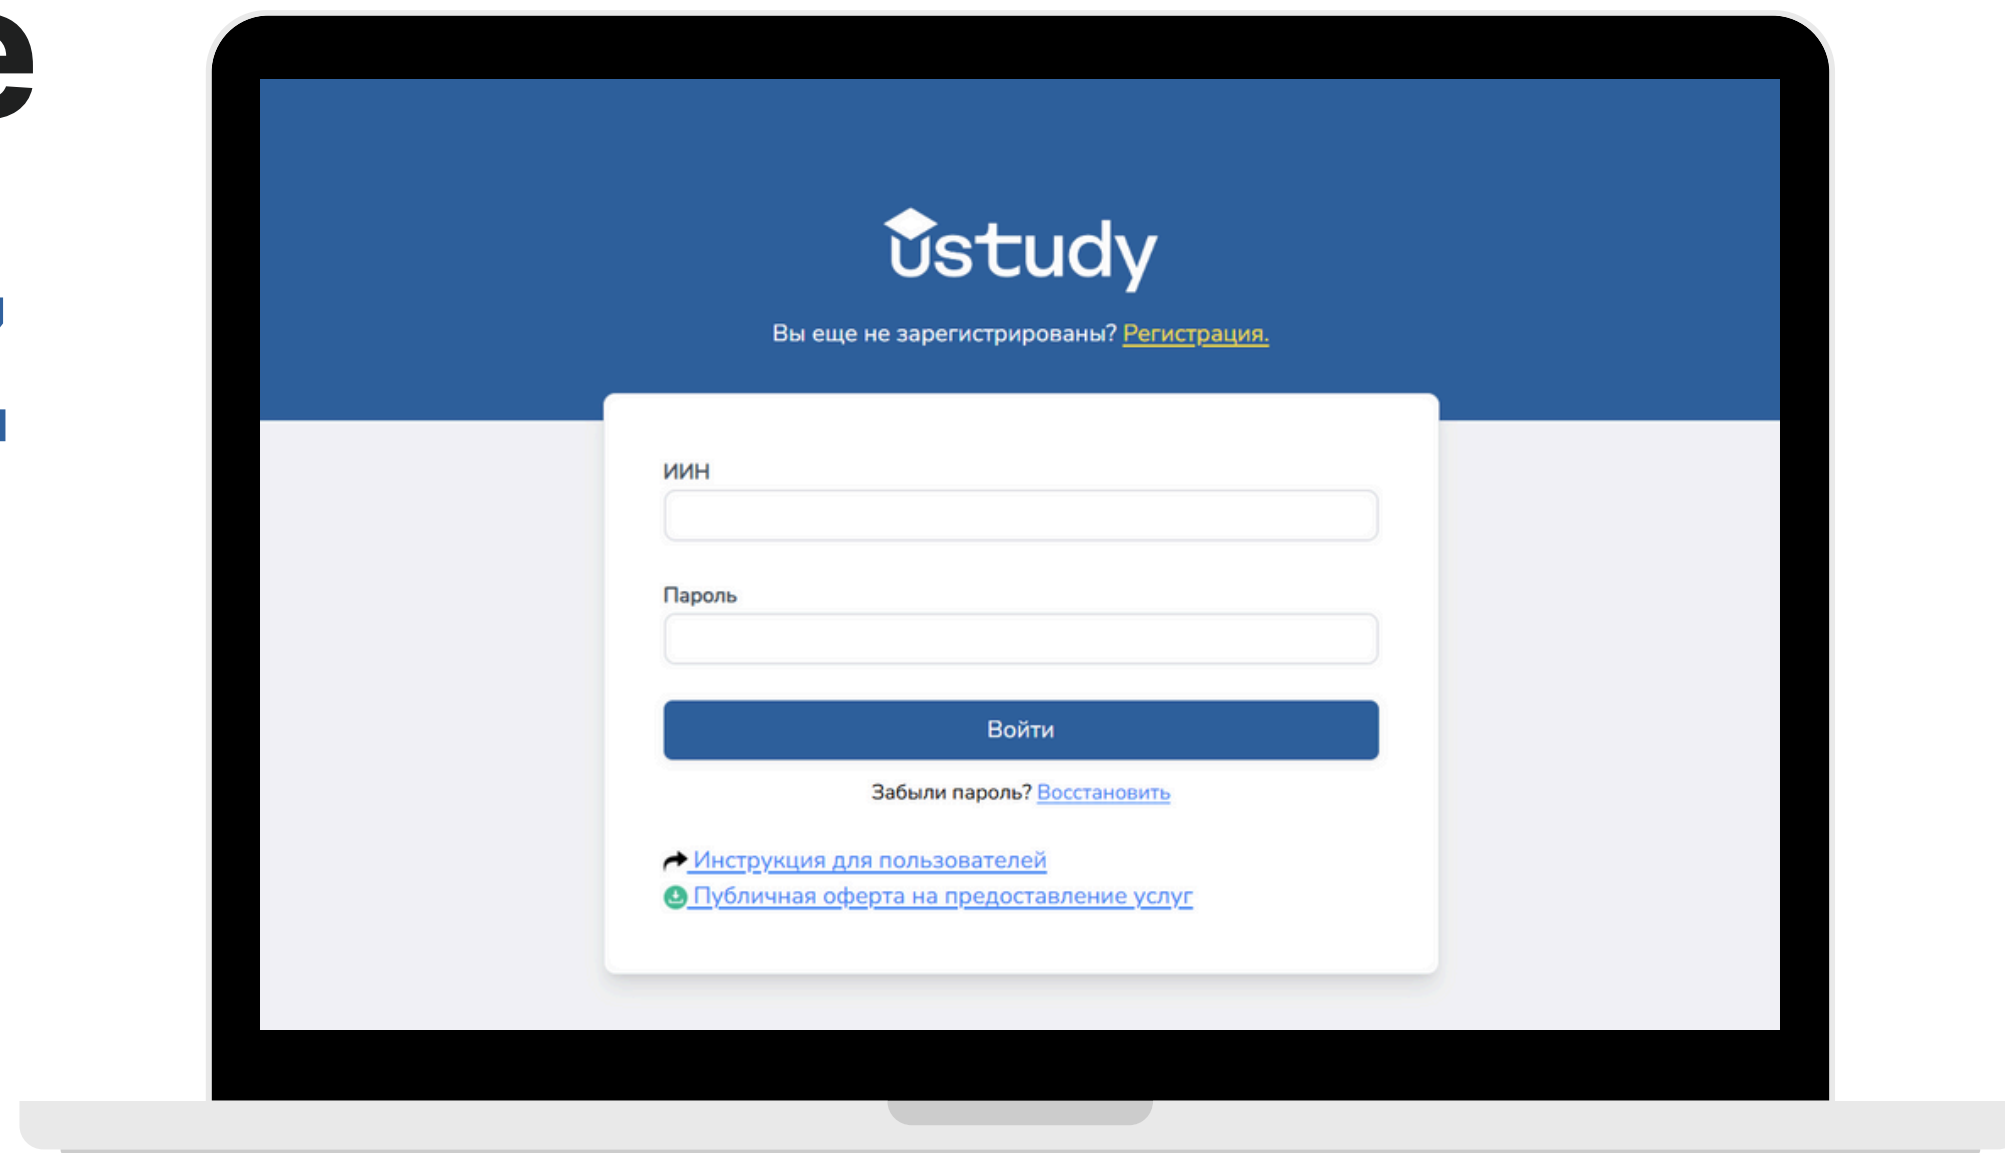 ustudy
Вы еще не зарегистрированы? Регистрация.
ИИН
Пароль
Войти
Забыли пароль? Восстановить
Инструкция для пользователей
Публичная оферта на предоставление услуг